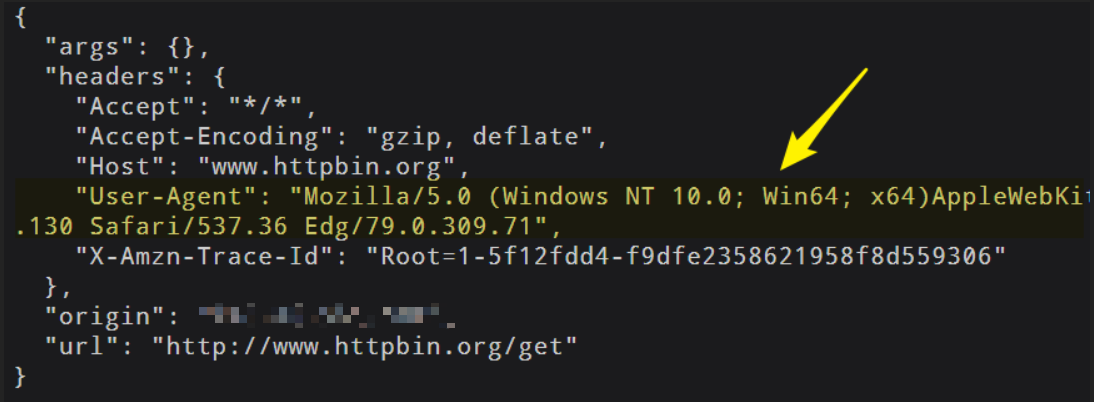 {
"args": {},
"headers": {
"Accept": "*/*",
"Accept-Encoding": "gzip, deflate",
"Host": "www.httpbin.org",
"User-Agent": "Mozilla/5.0 (Windows NT 10.0; Win64; x64)AppleWebKi
.130 Safari/537.36 Edg/79.0.309.71",
"X-Amzn-Trace-Id": "Root=1-5f12fdd4-f9dfe2358621958f8d559306"
},
"origin":
"url": "http://www.httpbin.org/get"
}